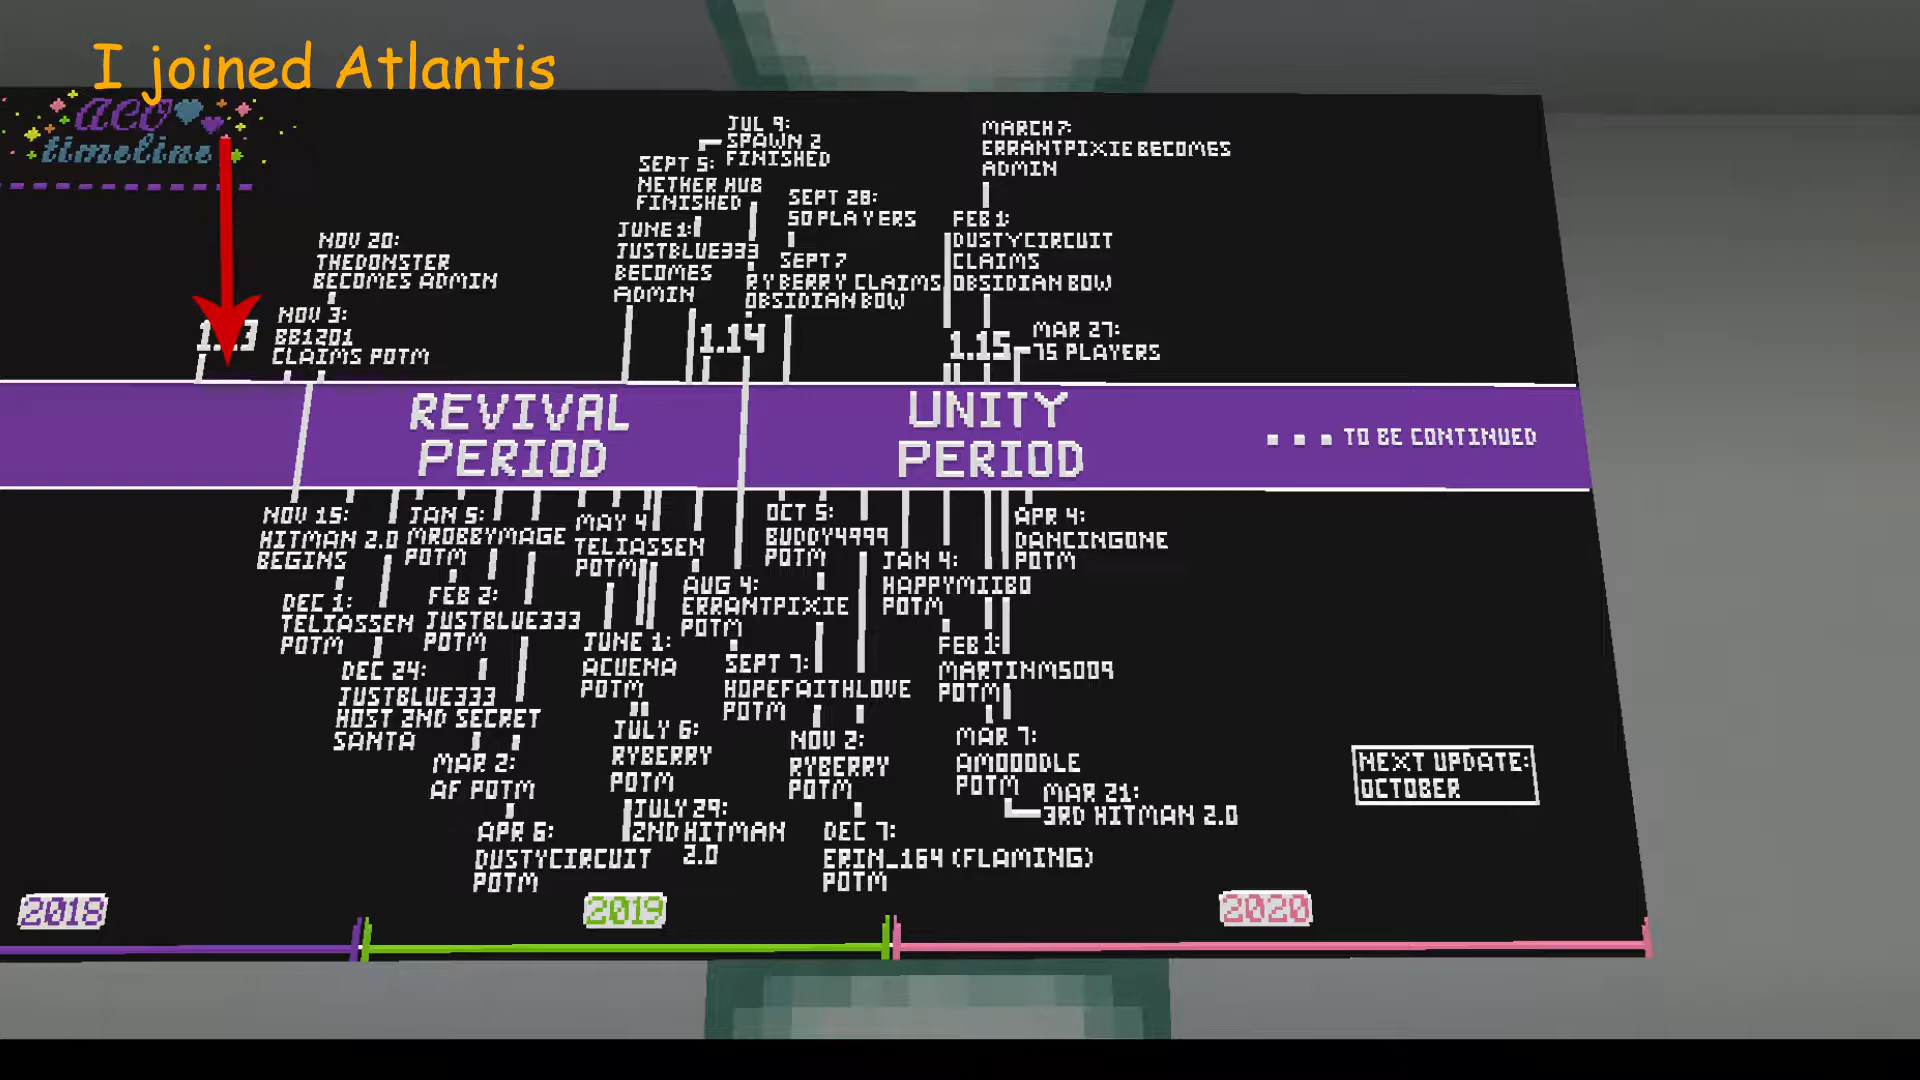 I joined Atlantis
aco
timeline
NOV 20:
THEDONSTER
BECOMES ADMIN
NOV 3:
BB1201
CLAIMS POTM
JUL 9:
SPAWN 2
FINISHED
SEPT 5:
NETHER HUB
FINISHED
JUNE 1:
JUSTBLUE333
BECOMES
ADMIN
1.14
SEPT 28:
50 PLAYERS
SEPT 7
RYBERRY CLAIMS
OBSIDIAN BOW
MARCH 7:
ERRANTPIXIE BECOMES
ADMIN
FEB 1:
DUSTYCIRCUIT
CLAIMS
OBSIDIAN BOW
1.15
MAR 27:
75 PLAYERS
REVIVAL
PERIOD
UNITY
PERIOD
... TO BE CONTINUED
NOV 15:
HITMAN 2.0
BEGINS
DEC 1:
TELIASSEN
POTM
DEC 24:
JUSTBLUE333
HOST 2ND SECRET
SANTA
JAN 5:
MROBBYMAGE
POTM
FEB 2:
JUSTBLUE333
POTM
MAR 2:
AF POTM
APR 6:
DUSTYCIRCUIT
POTM
MAY 4
TELIASSEN
POTM
JUNE 1:
ACUENA
POTM
JULY 6:
RYBERRY
POTM
JULY 29:
2ND HITMAN
2.0
AUG 4:
ERRANTPIXIE
POTM
SEPT 7:
HOPEFAITHLOVE
POTM
OCT 5:
BUDDY4999
POTM
NOV 2:
RYBERRY
POTM
DEC 7:
ERIN_164 (FLAMING)
POTM
JAN 4:
HAPPYMIIBO
POTM
FEB 1:
MARTINM5009
POTM
MAR 7:
AMOOODLE
POTM
MAR 21:
3RD HITMAN 2.0
APR 4:
DANCINGONE
POTM
NEXT UPDATE:
OCTOBER
2018
2019
2020